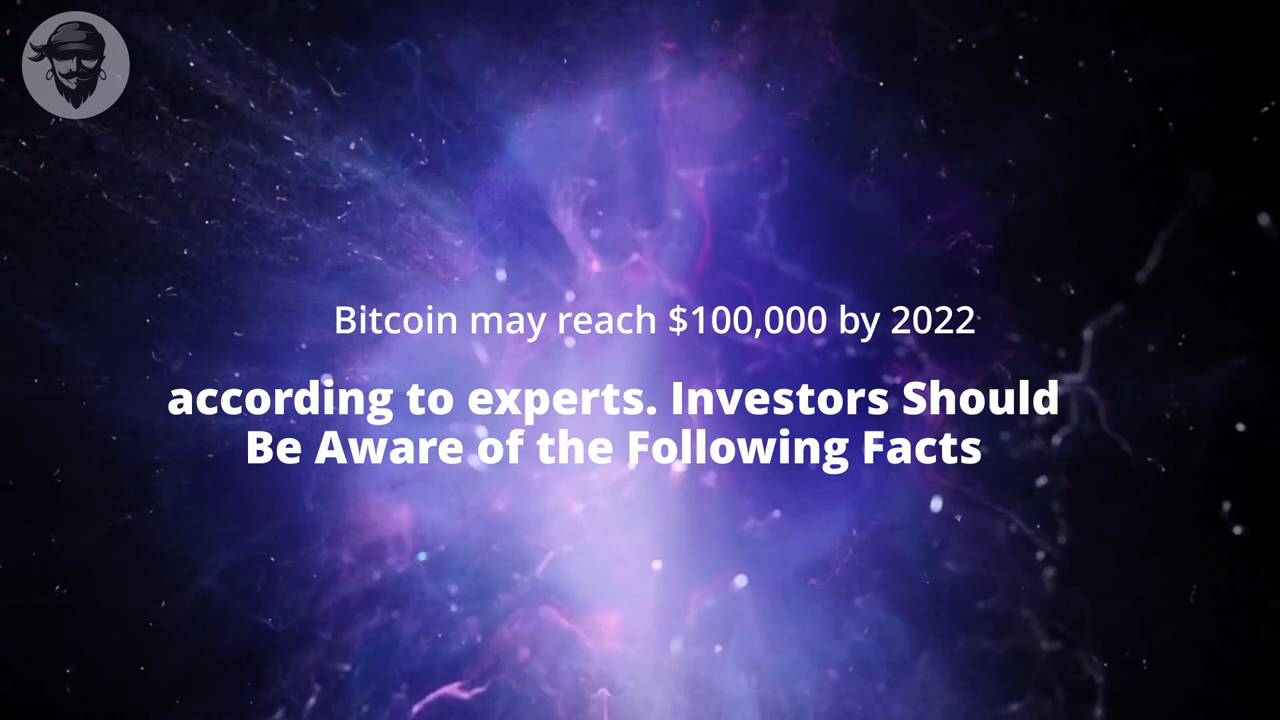 Bitcoin may reach $100,000 by 2022
according to experts. Investors Should
Be Aware of the Following Facts